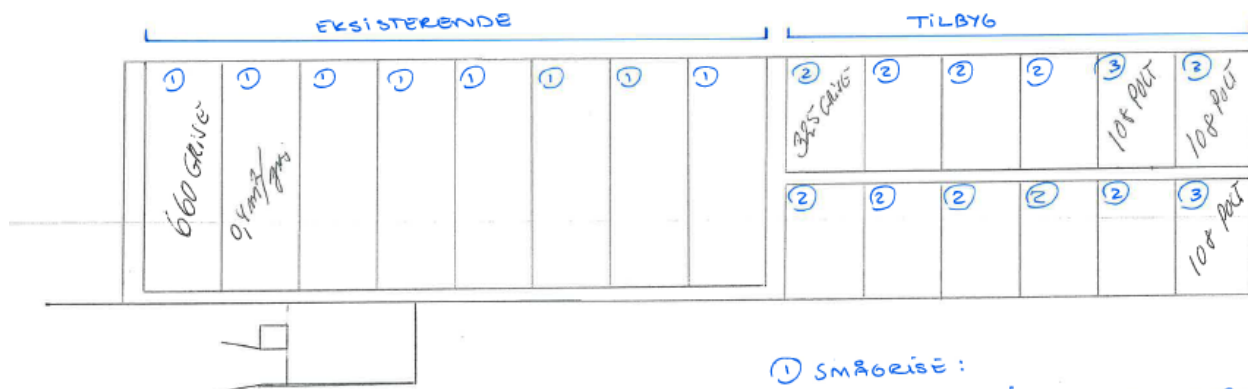 EKSISTERENDE
TILBYG
① ① ① ① ① ① ① ①
② ② ② ② ③ ③
660 GRISE
0,4 m2/gris.
325 GRISE
108 POLT
108 POLT
② ② ② ② ② ③
108 POLT
① SMÅGRISE: